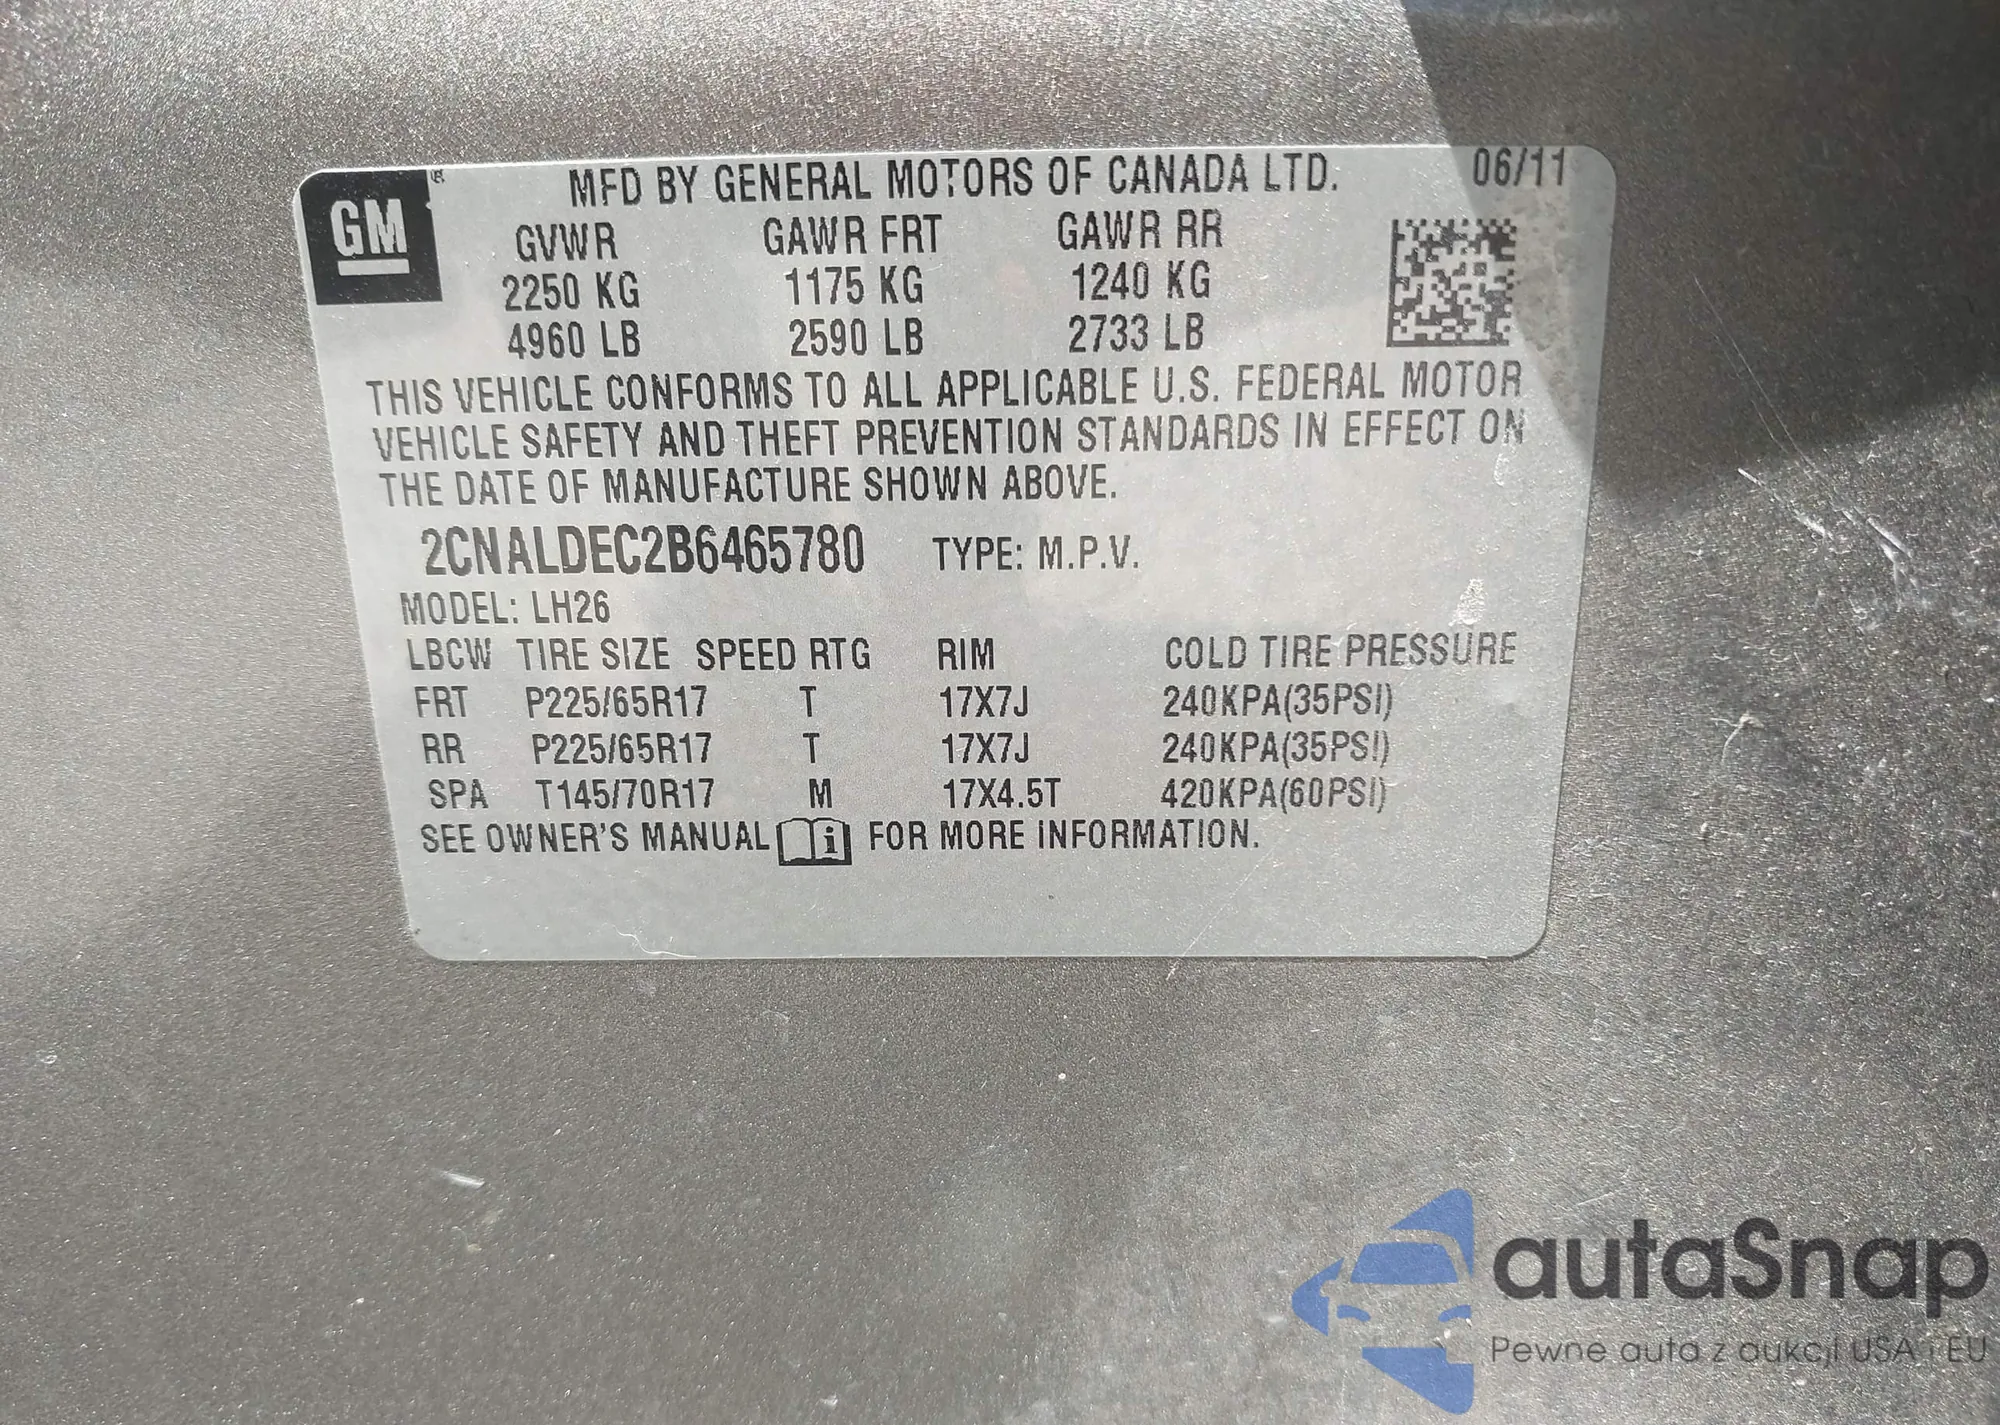 GM
MFD BY GENERAL MOTORS OF CANADA LTD. 06/11
GVWR GAWR FRT GAWR RR
2250 KG 1175 KG 1240 KG
4960 LB 2590 LB 2733 LB
THIS VEHICLE CONFORMS TO ALL APPLICABLE U.S. FEDERAL MOTOR
VEHICLE SAFETY AND THEFT PREVENTION STANDARDS IN EFFECT ON
THE DATE OF MANUFACTURE SHOWN ABOVE.
2CNALDEC2B6465780 TYPE: M.P.V.
MODEL: LH26
LBCW TIRE SIZE SPEED RTG RIM COLD TIRE PRESSURE
FRT P225/65R17 T 17X7J 240KPA(35PSI)
RR P225/65R17 T 17X7J 240KPA(35PSI)
SPA T145/70R17 M 17X4.5T 420KPA(60PSI)
SEE OWNER'S MANUAL i FOR MORE INFORMATION.
autaSnap
Pewne auta z aukcji USA i EU